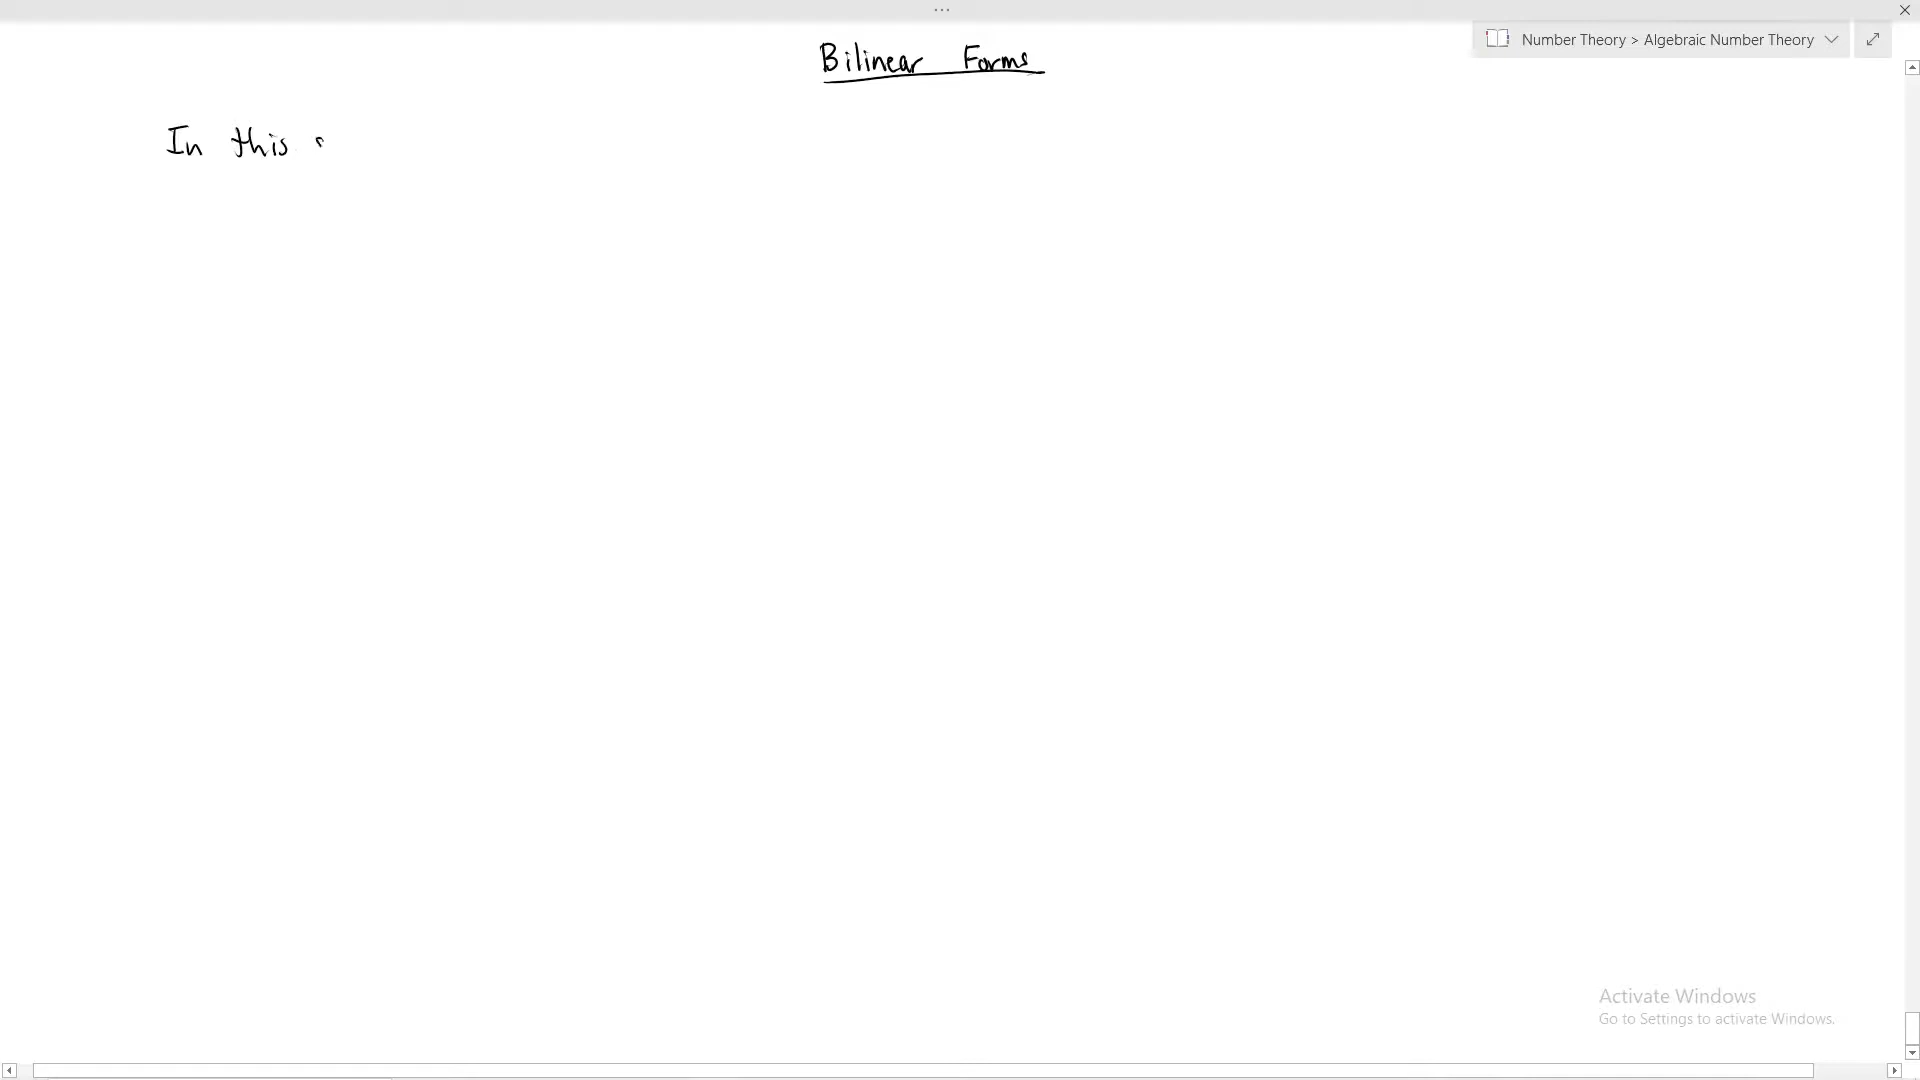 ...
Bilinear Forms
Number Theory > Algebraic Number Theory
In this
Activate Windows
Go to Settings to activate Windows.